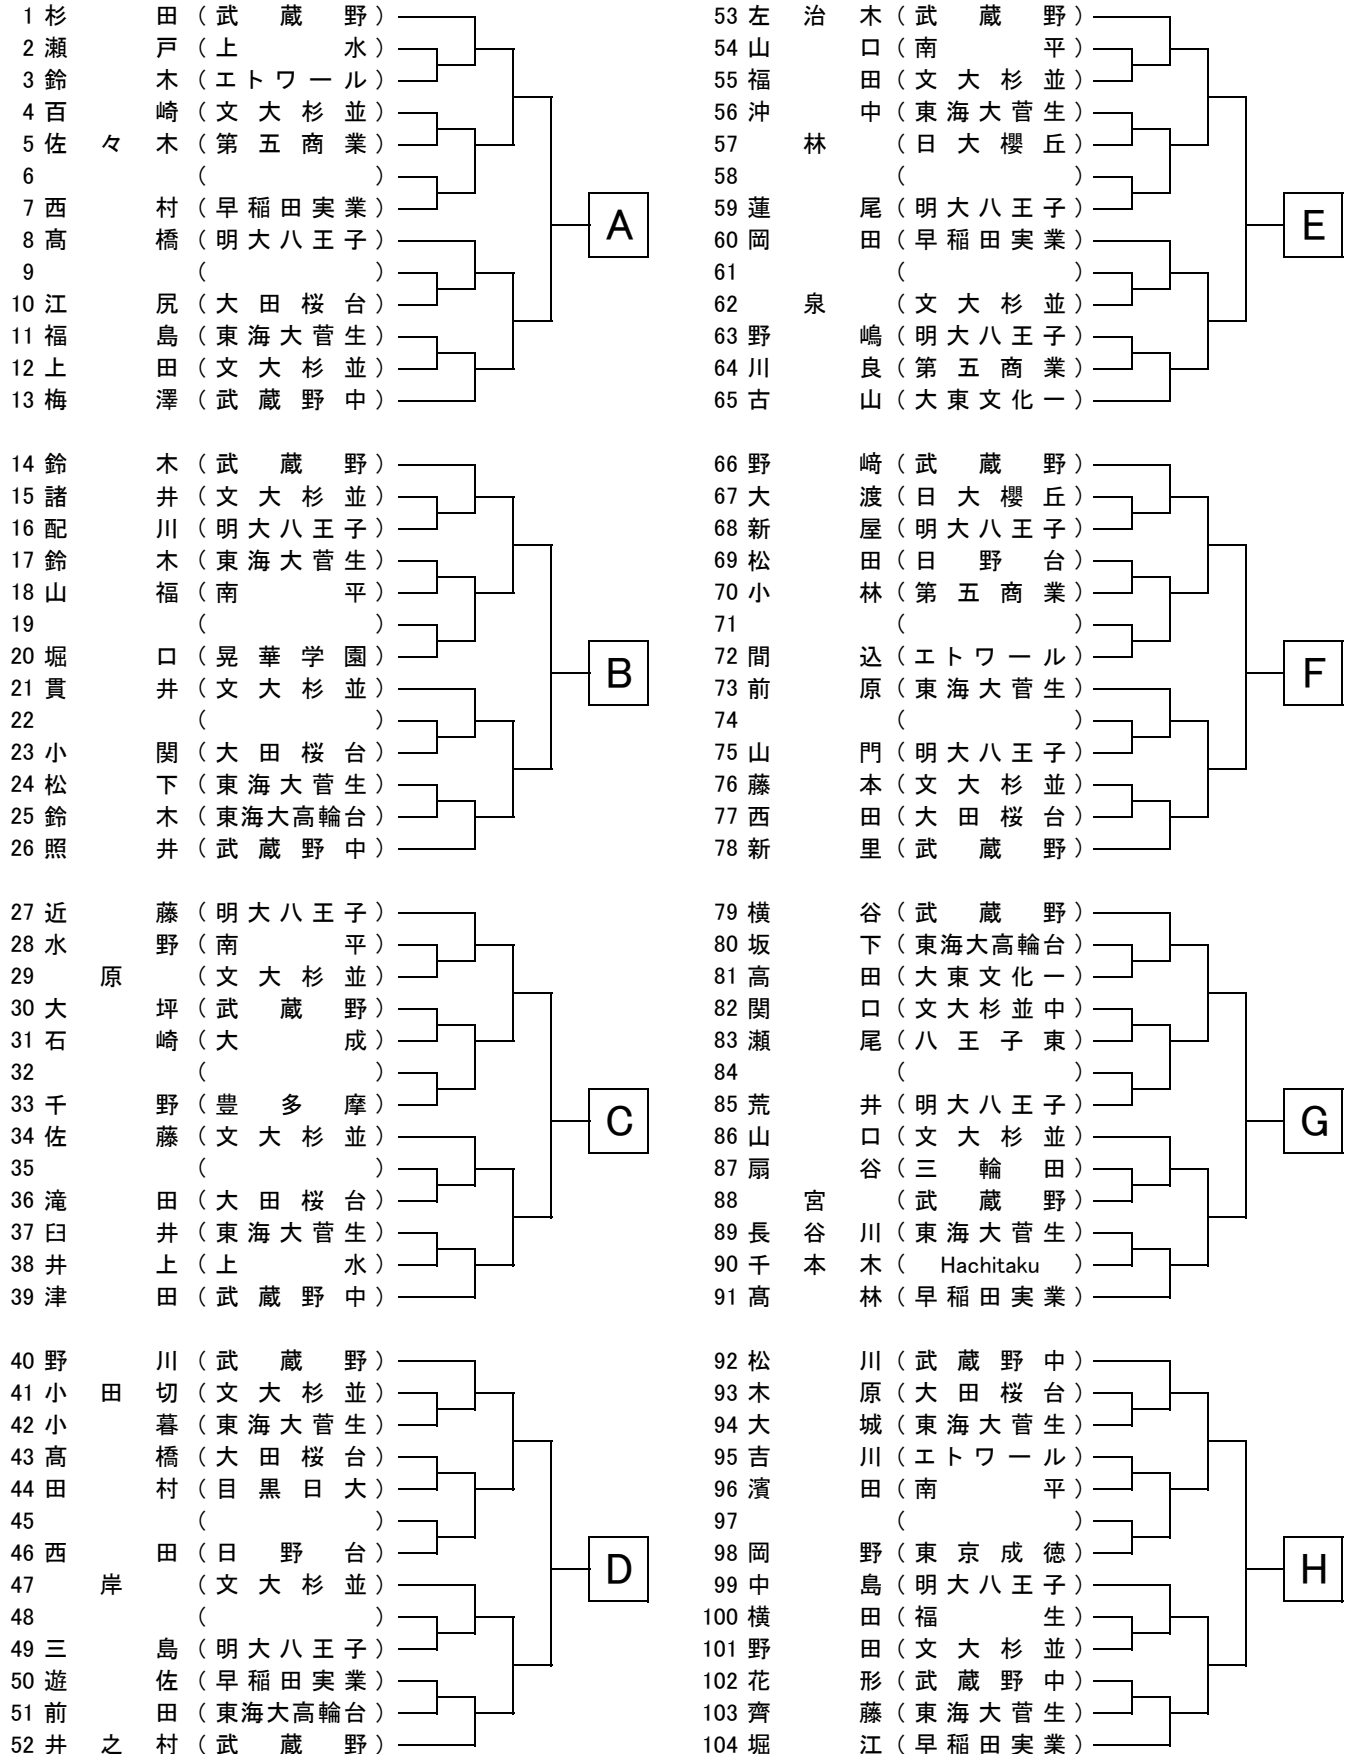 1 杉田 (武蔵野)
2 瀬戸 (上水)
3 鈴木 (エトワール)
4 百崎 (文大杉並)
5 佐々木 (第五商業)
6 ( )
7 西村 (早稲田実業)
A
8 髙橋 (明大八王子)
9 ( )
10 江尻 (大田桜台)
11 福島 (東海大菅生)
12 上田 (文大杉並)
13 梅澤 (武蔵野中)
14 鈴木 (武蔵野)
15 諸井 (文大杉並)
16 配川 (明大八王子)
17 鈴木 (東海大菅生)
18 山福 (南平)
19 ( )
20 堀口 (晃華学園)
B
21 貫井 (文大杉並)
22 ( )
23 小関 (大田桜台)
24 松下 (東海大菅生)
25 鈴木 (東海大高輪台)
26 照井 (武蔵野中)
27 近藤 (明大八王子)
28 水野 (南平)
29 原 (文大杉並)
30 大坪 (武蔵野)
31 石崎 (大成)
32 ( )
33 千野 (豊多摩)
C
34 佐藤 (文大杉並)
35 ( )
36 滝田 (大田桜台)
37 臼井 (東海大菅生)
38 井上 (上水)
39 津田 (武蔵野中)
40 野川 (武蔵野)
41 小田切 (文大杉並)
42 小暮 (東海大菅生)
43 髙橋 (大田桜台)
44 田村 (目黒日大)
45 ( )
46 西田 (日野台)
D
47 岸 (文大杉並)
48 ( )
49 三島 (明大八王子)
50 遊佐 (早稲田実業)
51 前田 (東海大高輪台)
52 井之村 (武蔵野)
53 左治木 (武蔵野)
54 山口 (南平)
55 福田 (文大杉並)
56 沖中 (東海大菅生)
57 林 (日大櫻丘)
58 ( )
59 蓮尾 (明大八王子)
E
60 岡田 (早稲田実業)
61 ( )
62 泉 (文大杉並)
63 野嶋 (明大八王子)
64 川良 (第五商業)
65 古山 (大東文化一)
66 野﨑 (武蔵野)
67 大渡 (日大櫻丘)
68 新屋 (明大八王子)
69 松田 (日野台)
70 小林 (第五商業)
71 ( )
72 間込 (エトワール)
F
73 前原 (東海大菅生)
74 ( )
75 山門 (明大八王子)
76 藤本 (文大杉並)
77 西田 (大田桜台)
78 新里 (武蔵野)
79 横谷 (武蔵野)
80 坂下 (東海大高輪台)
81 高田 (大東文化一)
82 関口 (文大杉並中)
83 瀬尾 (八王子東)
84 ( )
85 荒井 (明大八王子)
G
86 山口 (文大杉並)
87 扇谷 (三輪田)
88 宮 (武蔵野)
89 長谷川 (東海大菅生)
90 千本木 (Hachitaku)
91 髙林 (早稲田実業)
92 松川 (武蔵野中)
93 木原 (大田桜台)
94 大城 (東海大菅生)
95 吉川 (エトワール)
96 濱田 (南平)
97 ( )
98 岡野 (東京成徳)
H
99 中島 (明大八王子)
100 横田 (福生)
101 野田 (文大杉並)
102 花形 (武蔵野中)
103 齊藤 (東海大菅生)
104 堀江 (早稲田実業)